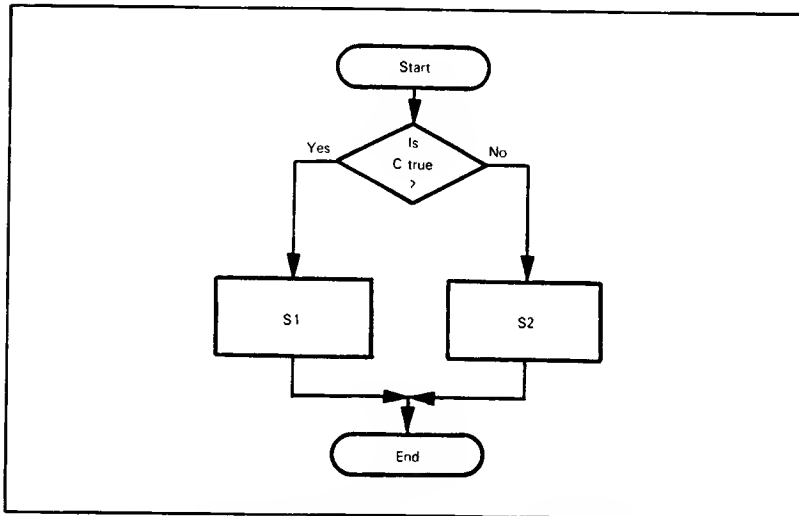 Start
Is
C true
?
Yes
No
S1
S2
End